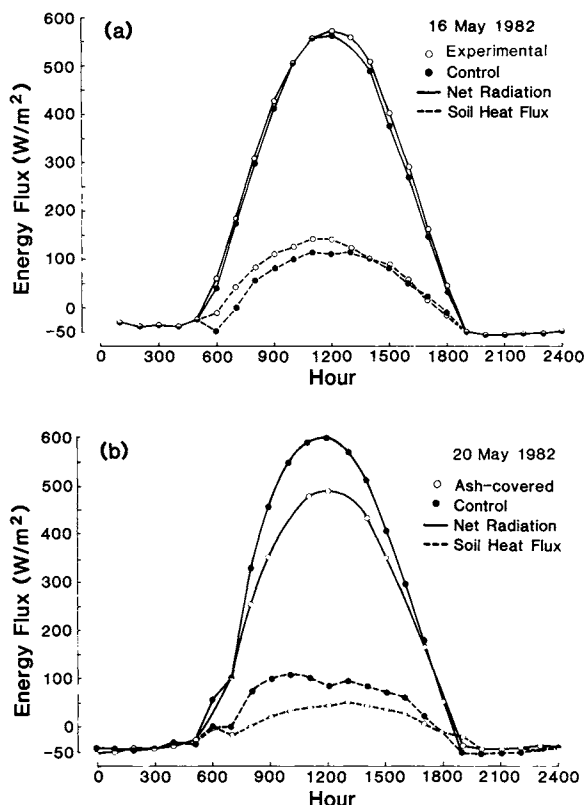 (a)
16 May 1982
Experimental
Control
Net Radiation
Soil Heat Flux
Energy Flux (W/m²)
600
500
400
300
200
100
0
-50
0 300 600 900 1200 1500 1800 2100 2400
Hour
(b)
20 May 1982
Ash-covered
Control
Net Radiation
Soil Heat Flux
Energy Flux (W/m²)
600
500
400
300
200
100
0
-50
0 300 600 900 1200 1500 1800 2100 2400
Hour